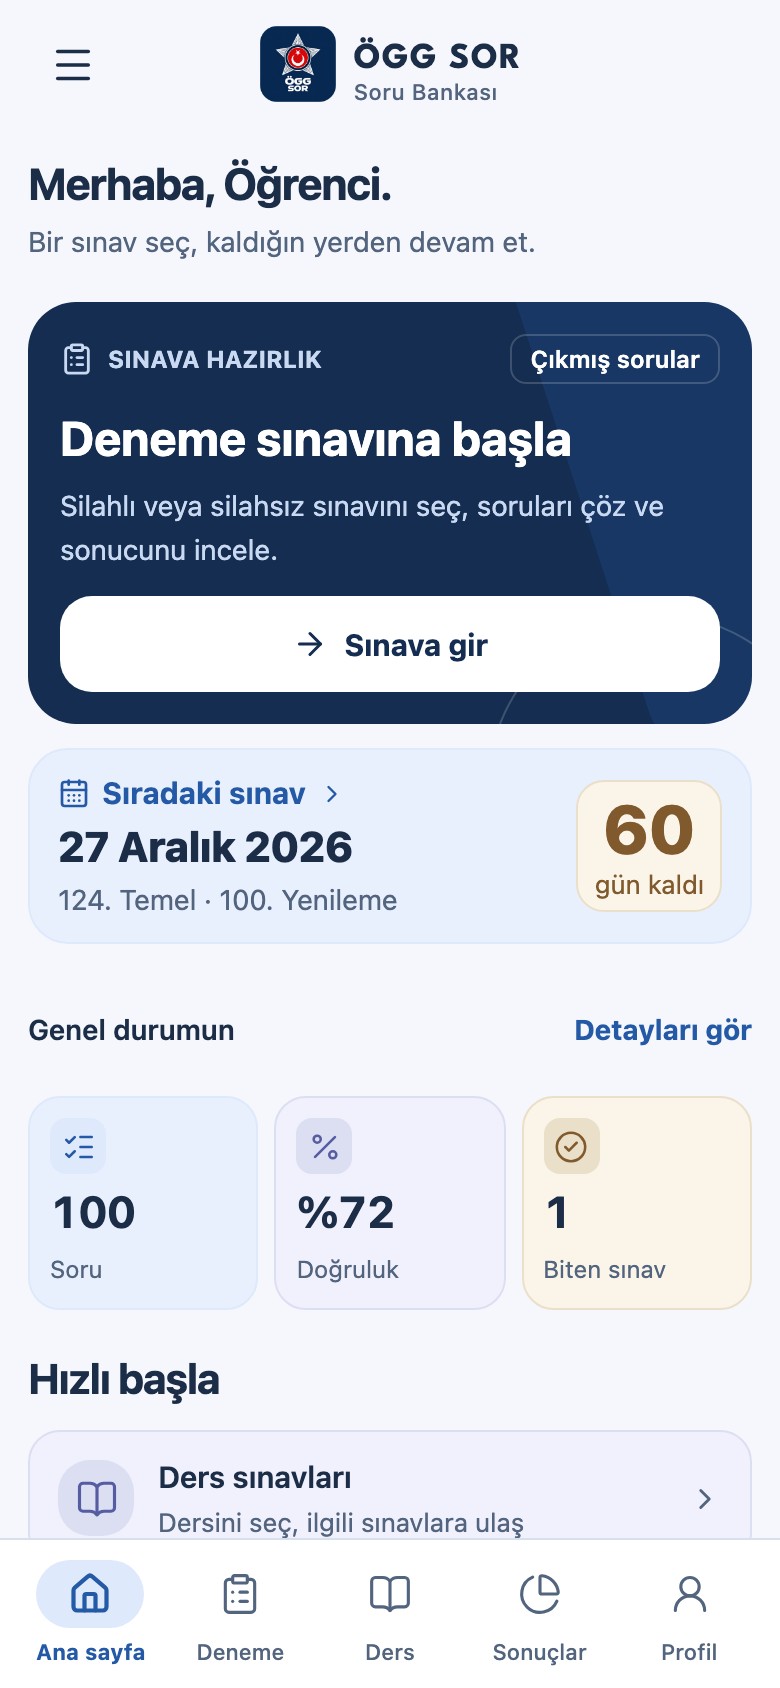 ÖGG
SOR
ÖGG SOR
Soru Bankası
Merhaba, Öğrenci.
Bir sınav seç, kaldığın yerden devam et.
SINAVA HAZIRLIK
Çıkmış sorular
Deneme sınavına başla
Silahlı veya silahsız sınavını seç, soruları çöz ve
sonucunu incele.
Sınava gir
Sıradaki sınav
27 Aralık 2026
124. Temel · 100. Yenileme
60
gün kaldı
Genel durumun
Detayları gör
100
Soru
%72
Doğruluk
1
Biten sınav
Hızlı başla
Ders sınavları
Dersini seç, ilgili sınavlara ulaş
Ana sayfa
Deneme
Ders
Sonuçlar
Profil